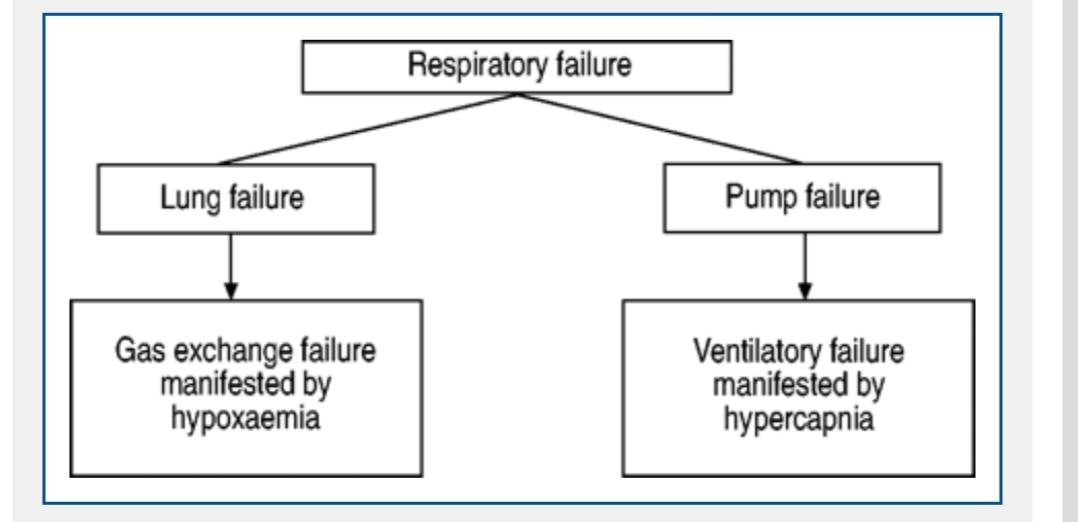 Respiratory failure
Lung failure
Pump failure
Gas exchange failure
manifested by
hypoxaemia
Ventilatory failure
manifested by
hypercapnia